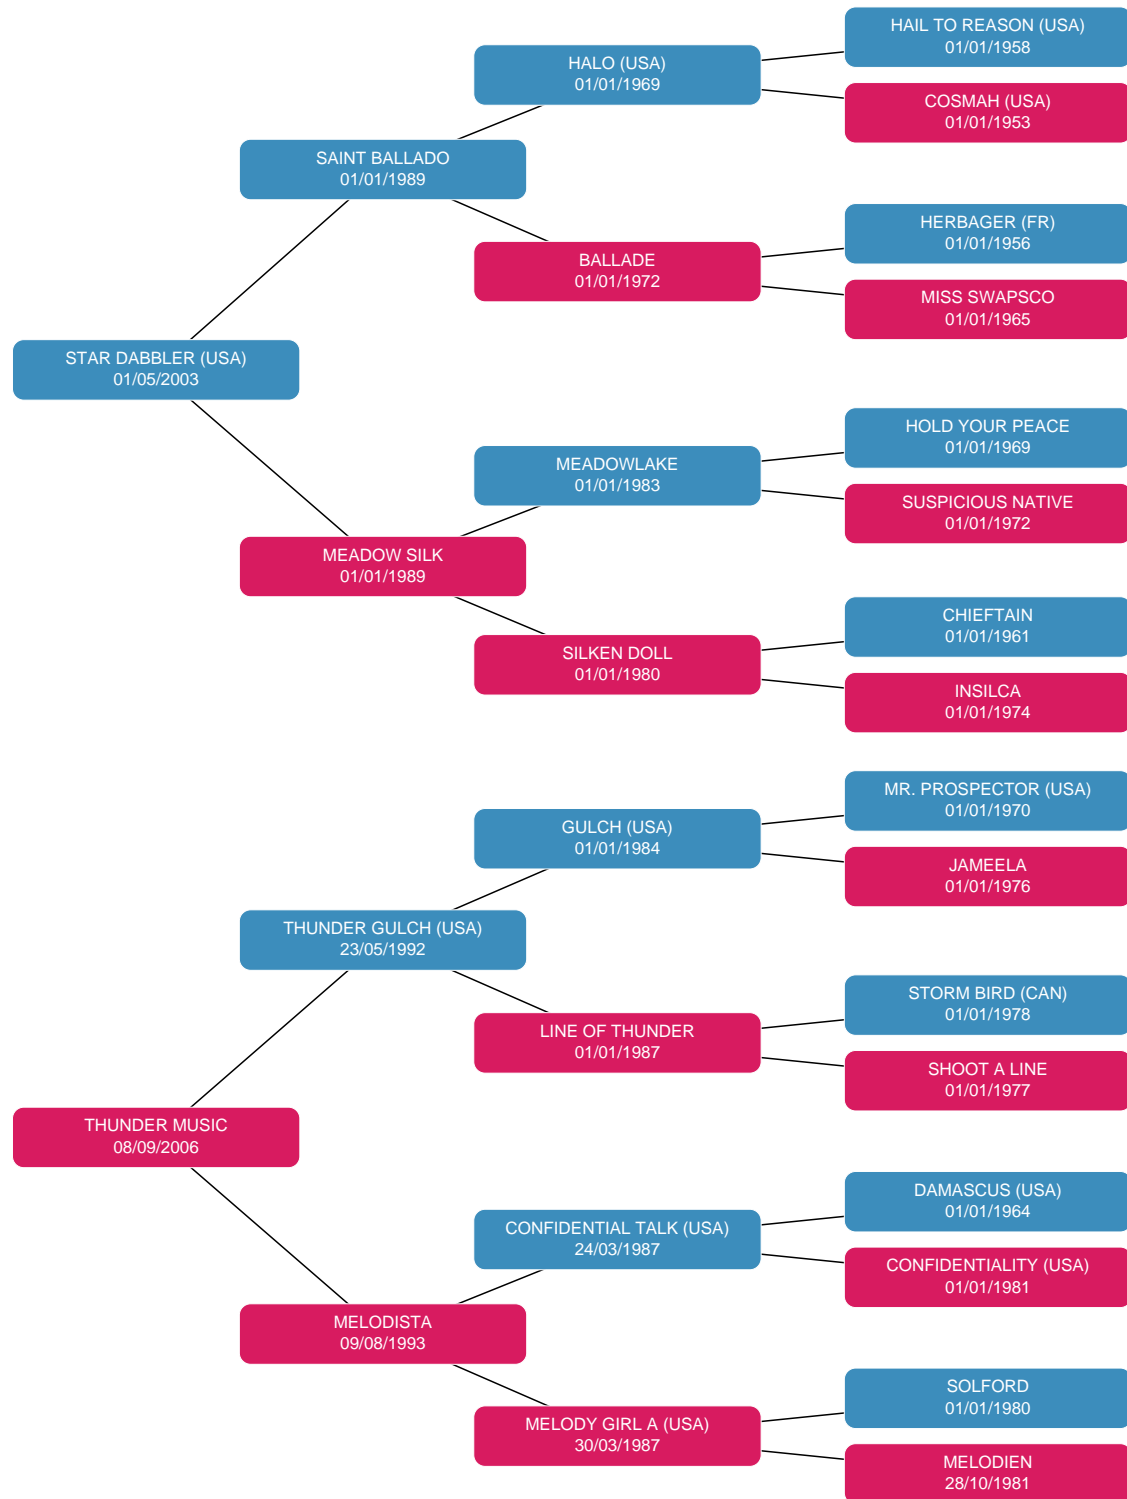 HAIL TO REASON (USA)
01/01/1958
HALO (USA)
01/01/1969
COSMAH (USA)
01/01/1953
SAINT BALLADO
01/01/1989
HERBAGER (FR)
01/01/1956
BALLADE
01/01/1972
MISS SWAPSCO
01/01/1965
STAR DABBLER (USA)
01/05/2003
HOLD YOUR PEACE
01/01/1969
MEADOWLAKE
01/01/1983
SUSPICIOUS NATIVE
01/01/1972
MEADOW SILK
01/01/1989
CHIEFTAIN
01/01/1961
SILKEN DOLL
01/01/1980
INSILCA
01/01/1974
MR. PROSPECTOR (USA)
01/01/1970
GULCH (USA)
01/01/1984
JAMEELA
01/01/1976
THUNDER GULCH (USA)
23/05/1992
STORM BIRD (CAN)
01/01/1978
LINE OF THUNDER
01/01/1987
SHOOT A LINE
01/01/1977
THUNDER MUSIC
08/09/2006
DAMASCUS (USA)
01/01/1964
CONFIDENTIAL TALK (USA)
24/03/1987
CONFIDENTIALITY (USA)
01/01/1981
MELODISTA
09/08/1993
SOLFORD
01/01/1980
MELODY GIRL A (USA)
30/03/1987
MELODIEN
28/10/1981